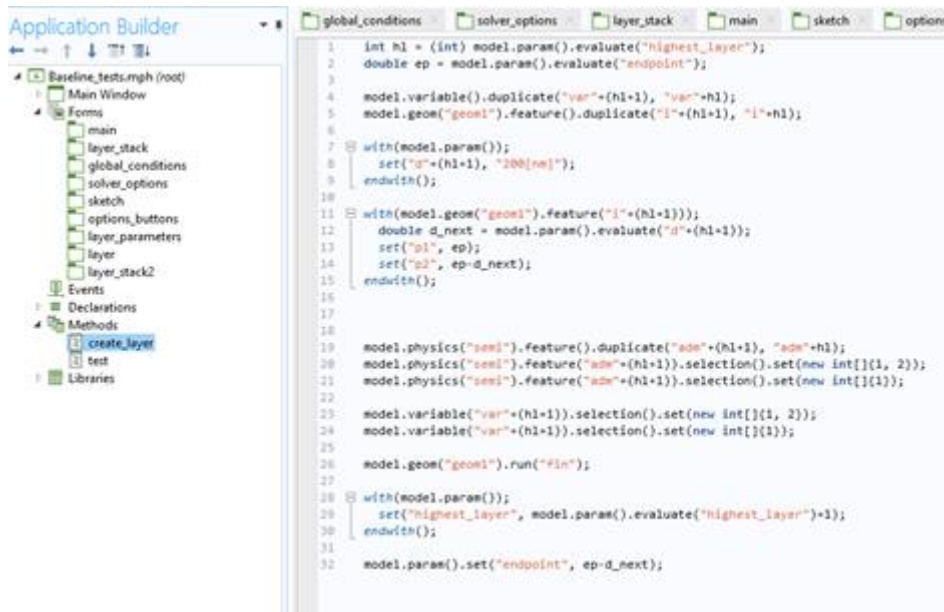 Application Builder
Baseline_tests.mph (root)
Main Window
Forms
main
layer_stack
global_conditions
solver_options
sketch
options_buttons
layer_parameters
layer
layer_stack2
Events
Declarations
Methods
create_layer
test
Libraries
global_conditions
solver_options
layer_stack
main
sketch
options
1 int hl = (int) model.param().evaluate("highest_layer");
2 double ep = model.param().evaluate("endpoint");
3
4 model.variable().duplicate("var"+(hl+1), "var"+hl);
5 model.geom("geom1").feature().duplicate("i"+(hl+1), "i"+hl);
6
7 with(model.param());
8 set("d"+(hl+1), "200[nm]");
9 endwith();
10
11 with(model.geom("geom1").feature("i"+(hl+1)));
12 double d_next = model.param().evaluate("d"+(hl+1));
13 set("p1", ep);
14 set("p2", ep-d_next);
15 endwith();
16
17
18
19 model.physics("semi").feature().duplicate("adm"+(hl+1), "adm"+hl);
20 model.physics("semi").feature("adm"+(hl+1)).selection().set(new int[]{1, 2});
21 model.physics("semi").feature("adm"+(hl+1)).selection().set(new int[]{1});
22
23 model.variable("var"+(hl+1)).selection().set(new int[]{1, 2});
24 model.variable("var"+(hl+1)).selection().set(new int[]{1});
25
26 model.geom("geom1").run("fin");
27
28 with(model.param());
29 set("highest_layer", model.param().evaluate("highest_layer")+1);
30 endwith();
31
32 model.param().set("endpoint", ep-d_next);